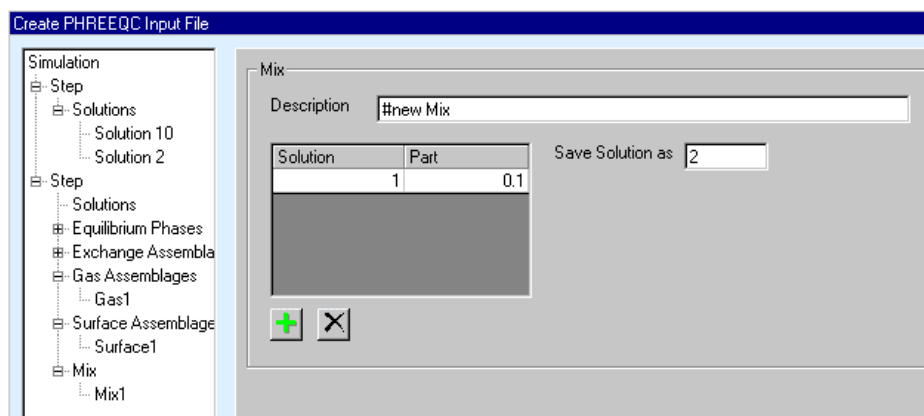 Create PHREEQC Input File
Simulation
Step
Solutions
Solution 10
Solution 2
Step
Solutions
Equilibrium Phases
Exchange Assembla
Gas Assemblages
Gas1
Surface Assemblage
Surface1
Mix
Mix1
Mix
Description #new Mix
Solution Part Save Solution as 2
1 0.1